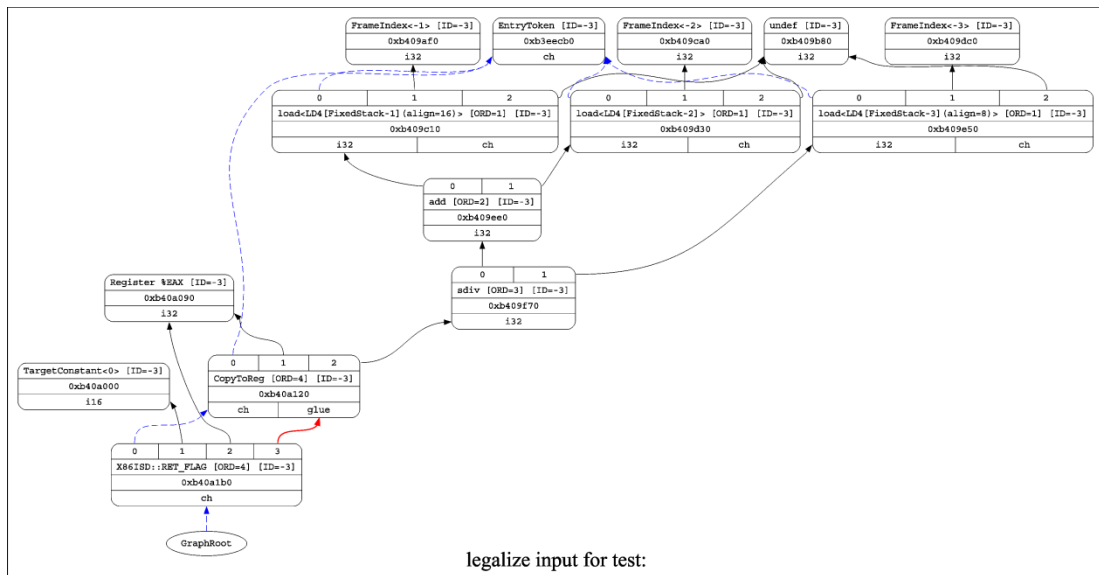 FrameIndex<-1> [ID=-3]
0xb409af0
i32
EntryToken [ID=-3]
0xb3eecb0
ch
FrameIndex<-2> [ID=-3]
0xb409ca0
i32
undef [ID=-3]
0xb409b80
i32
FrameIndex<-3> [ID=-3]
0xb409dc0
i32
0 1 2
load<LD4[FixedStack-1](align=16)> [ORD=1] [ID=-3]
0xb409c10
i32 ch
0 1 2
load<LD4[FixedStack-2]> [ORD=1] [ID=-3]
0xb409d30
i32 ch
0 1 2
load<LD4[FixedStack-3](align=8)> [ORD=1] [ID=-3]
0xb409e50
i32 ch
0 1
add [ORD=2] [ID=-3]
0xb409ee0
i32
0 1
sdiv [ORD=3] [ID=-3]
0xb409f70
i32
Register %EAX [ID=-3]
0xb40a090
i32
TargetConstant<0> [ID=-3]
0xb40a000
i16
0 1 2
CopyToReg [ORD=4] [ID=-3]
0xb40a120
ch glue
0 1 2 3
X86ISD::RET_FLAG [ORD=4] [ID=-3]
0xb40a1b0
ch
GraphRoot
legalize input for test: